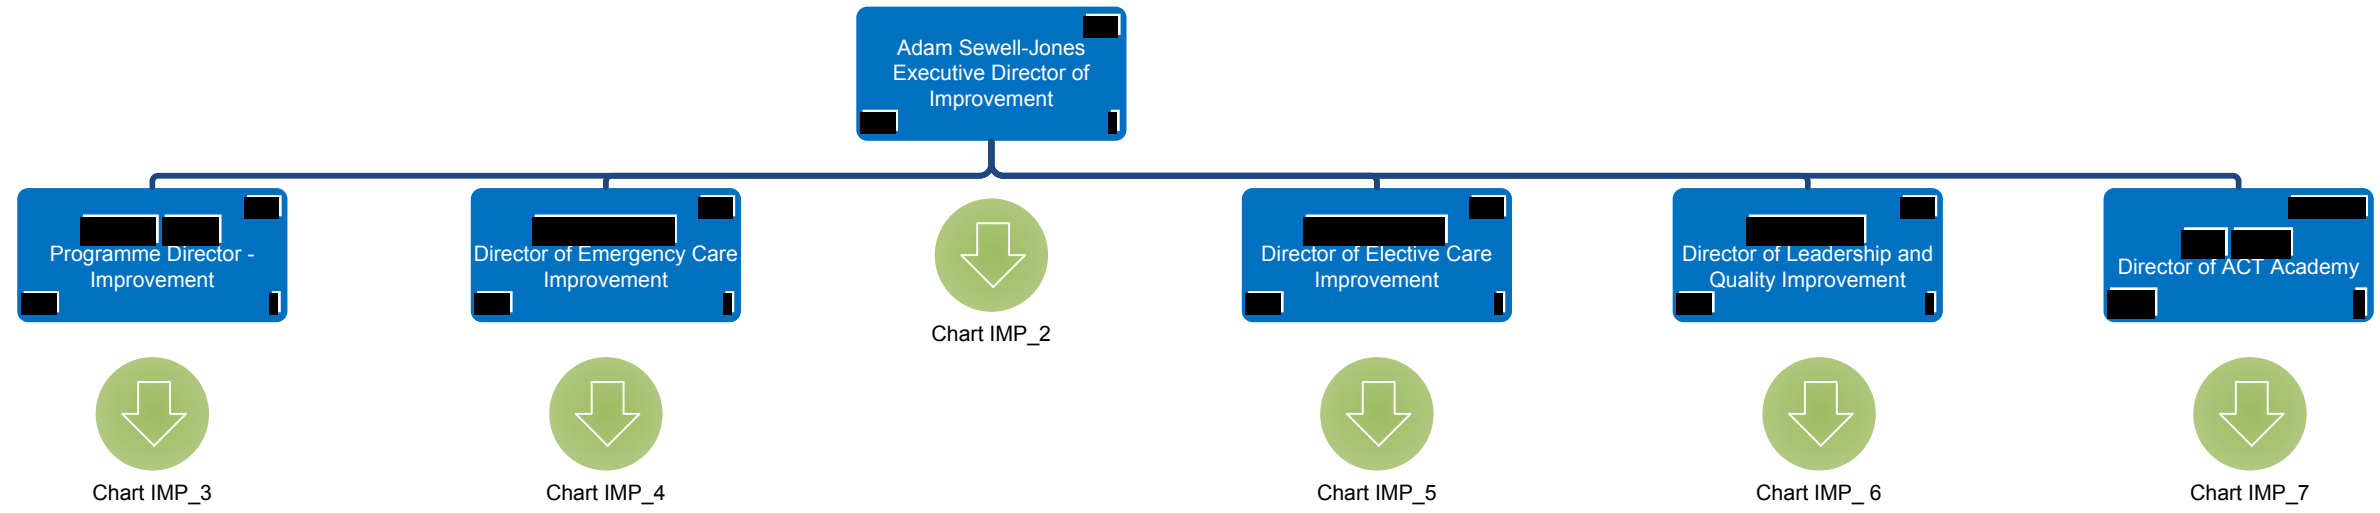 Adam Sewell-Jones
Executive Director of
Improvement
Programme Director -
Improvement
Director of Emergency Care
Improvement
Chart IMP_2
Director of Elective Care
Improvement
Director of Leadership and
Quality Improvement
Director of ACT Academy
Chart IMP_3
Chart IMP_4
Chart IMP_5
Chart IMP_ 6
Chart IMP_7